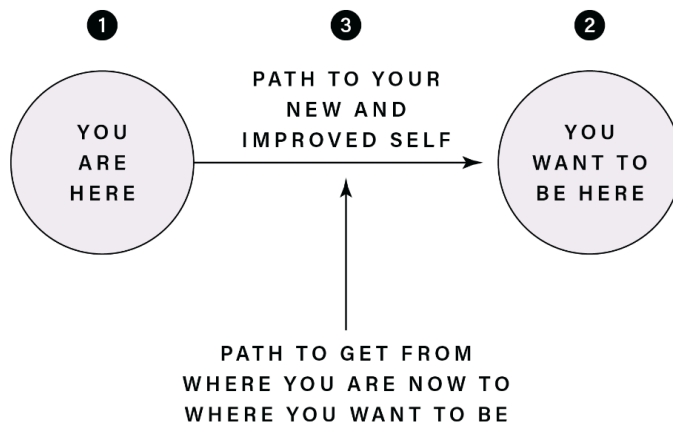 1
3
2
YOU
ARE
HERE
PATH TO YOUR
NEW AND
IMPROVED SELF
YOU
WANT TO
BE HERE
PATH TO GET FROM
WHERE YOU ARE NOW TO
WHERE YOU WANT TO BE